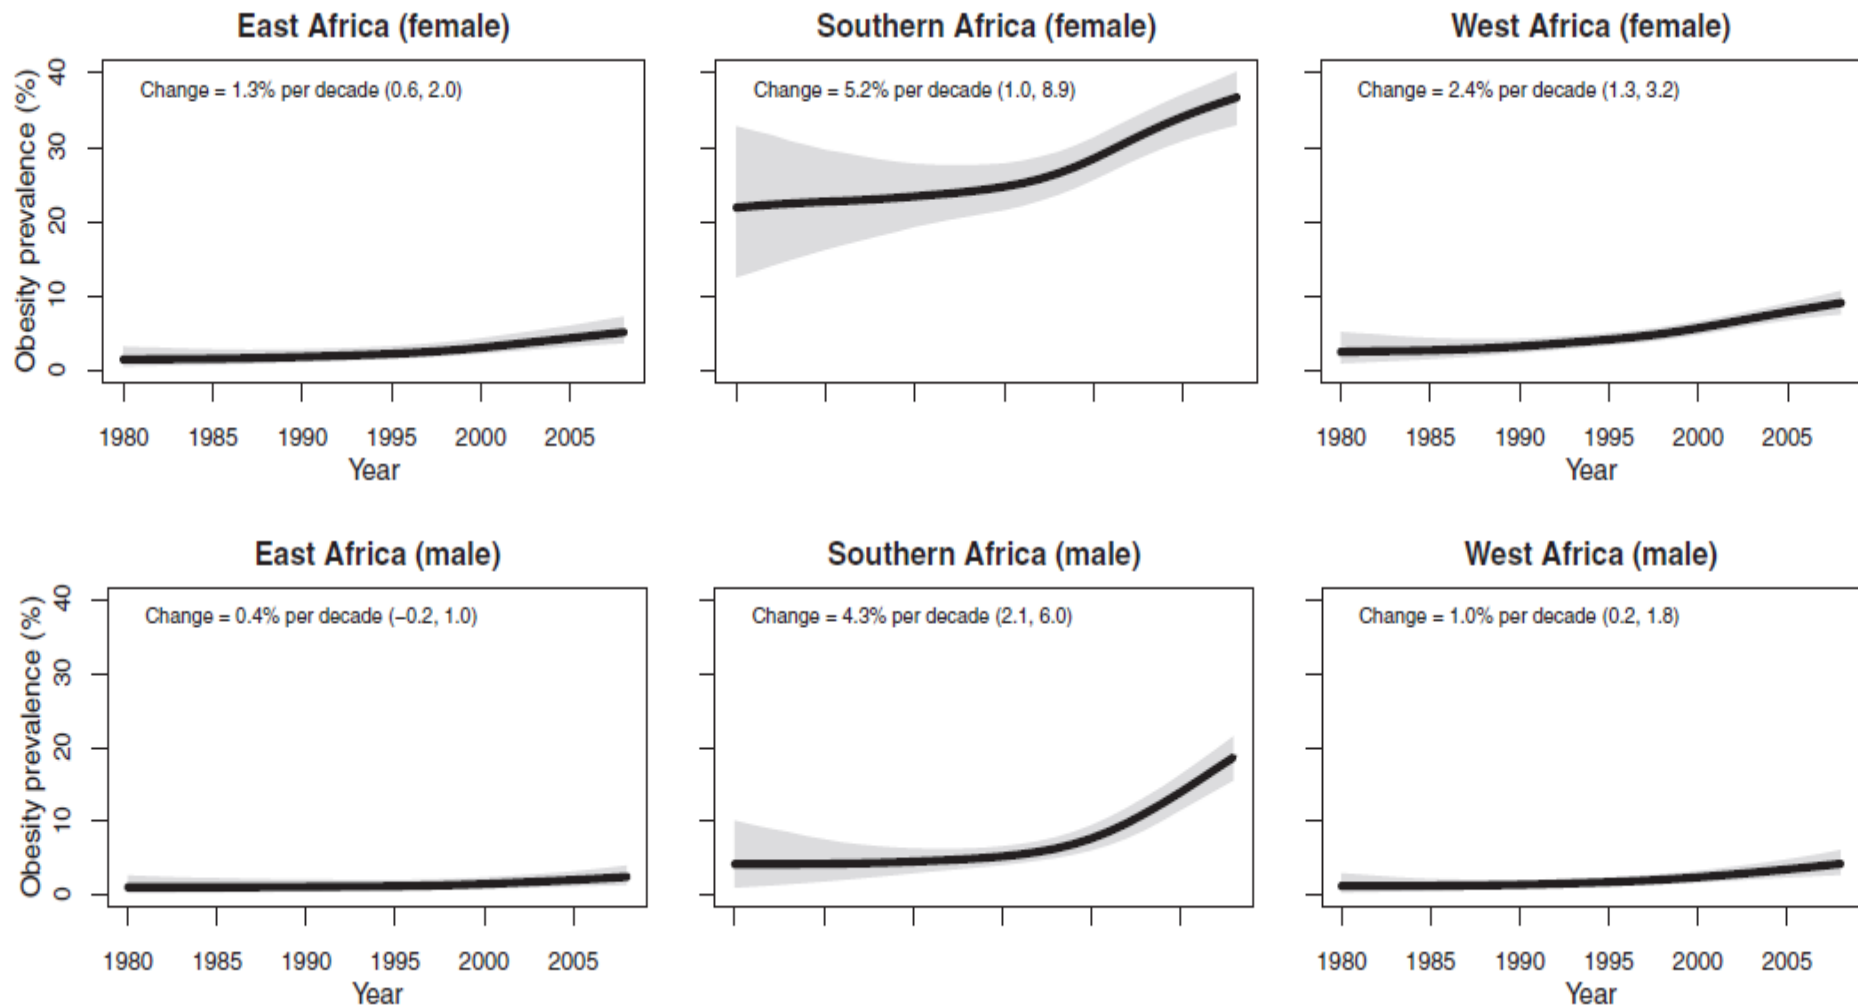 East Africa (female)
Southern Africa (female)
West Africa (female)
Obesity prevalence (%)
40
30
20
10
0
Change = 1.3% per decade (0.6, 2.0)
Change = 5.2% per decade (1.0, 8.9)
Change = 2.4% per decade (1.3, 3.2)
1980 1985 1990 1995 2000 2005
Year
1980 1985 1990 1995 2000 2005
Year
East Africa (male)
Southern Africa (male)
West Africa (male)
Obesity prevalence (%)
40
30
20
10
0
Change = 0.4% per decade (−0.2, 1.0)
Change = 4.3% per decade (2.1, 6.0)
Change = 1.0% per decade (0.2, 1.8)
1980 1985 1990 1995 2000 2005
Year
1980 1985 1990 1995 2000 2005
Year